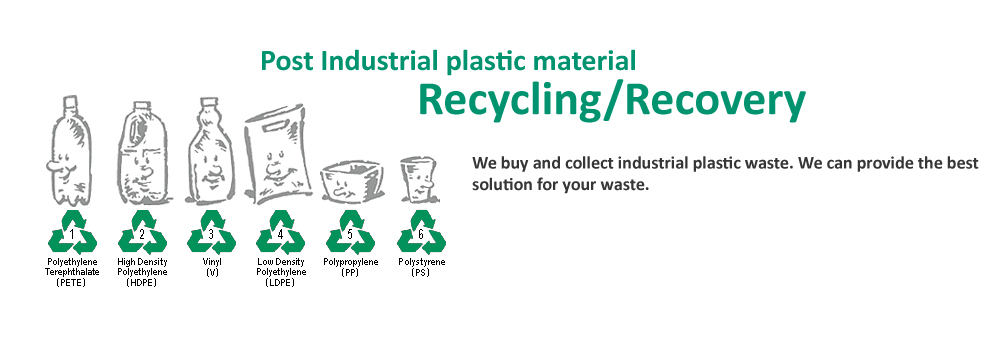 Post Industrial plastic material
Recycling/Recovery
We buy and collect industrial plastic waste. We can provide the best
solution for your waste.
1
Polyethylene
Terephthalate
(PETE)
2
High Density
Polyethylene
(HDPE)
3
Vinyl
(V)
4
Low Density
Polyethylene
(LDPE)
5
Polypropylene
(PP)
6
Polystyrene
(PS)